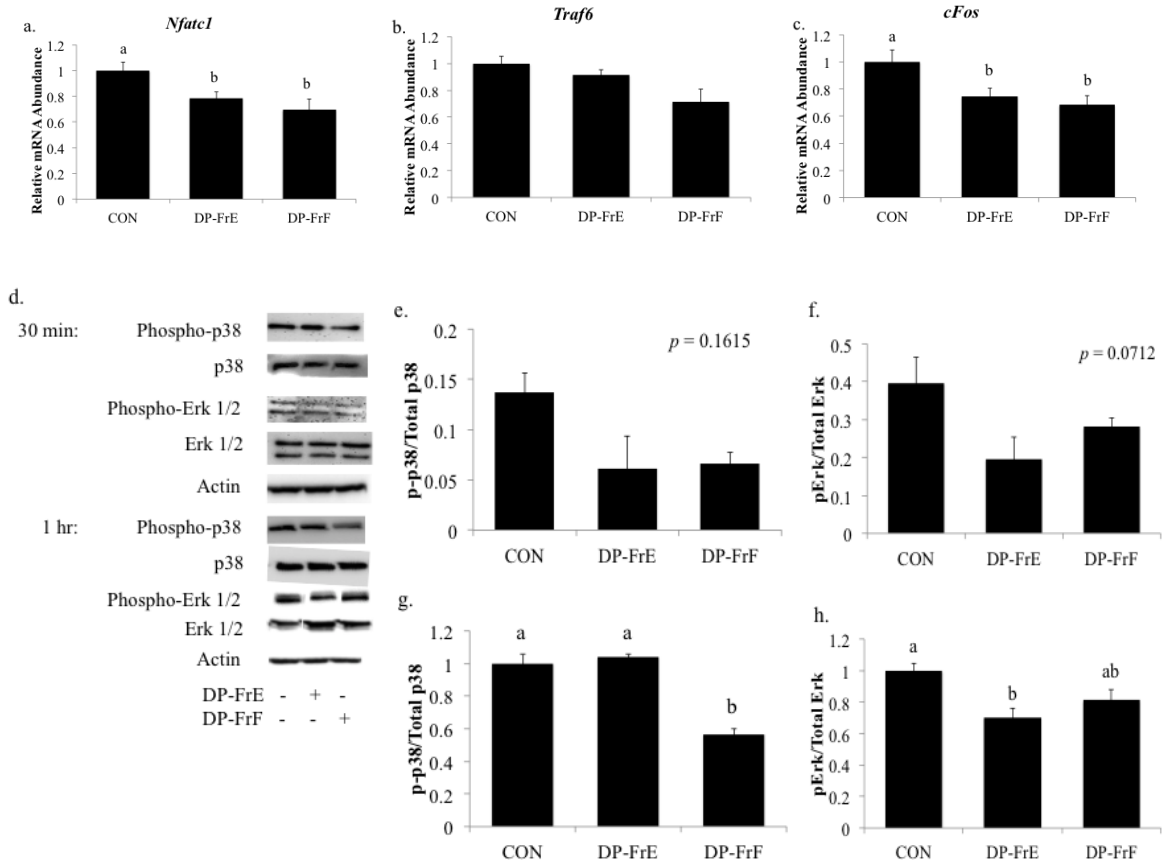 a.
Nfatc1
Relative mRNA Abundance
1.2
1
0.8
0.6
0.4
0.2
0
a
b
b
CON DP-FrE DP-FrF
b.
Traf6
Relative mRNA Abundance
1.2
1
0.8
0.6
0.4
0.2
0
CON DP-FrE DP-FrF
c.
cFos
Relative mRNA Abundance
1.2
1
0.8
0.6
0.4
0.2
0
a
b
b
CON DP-FrE DP-FrF
d.
30 min: Phospho-p38
p38
Phospho-Erk 1/2
Erk 1/2
Actin
1 hr: Phospho-p38
p38
Phospho-Erk 1/2
Erk 1/2
Actin
DP-FrE - + -
DP-FrF - - +
e.
p-p38/Total p38
0.2
0.15
0.1
0.05
0
p = 0.1615
CON DP-FrE DP-FrF
f.
pErk/Total Erk
0.5
0.4
0.3
0.2
0.1
0
p = 0.0712
CON DP-FrE DP-FrF
g.
p-p38/Total p38
1.2
1
0.8
0.6
0.4
0.2
0
a
a
b
CON DP-FrE DP-FrF
h.
pErk/Total Erk
1.2
1
0.8
0.6
0.4
0.2
0
a
b
ab
CON DP-FrE DP-FrF